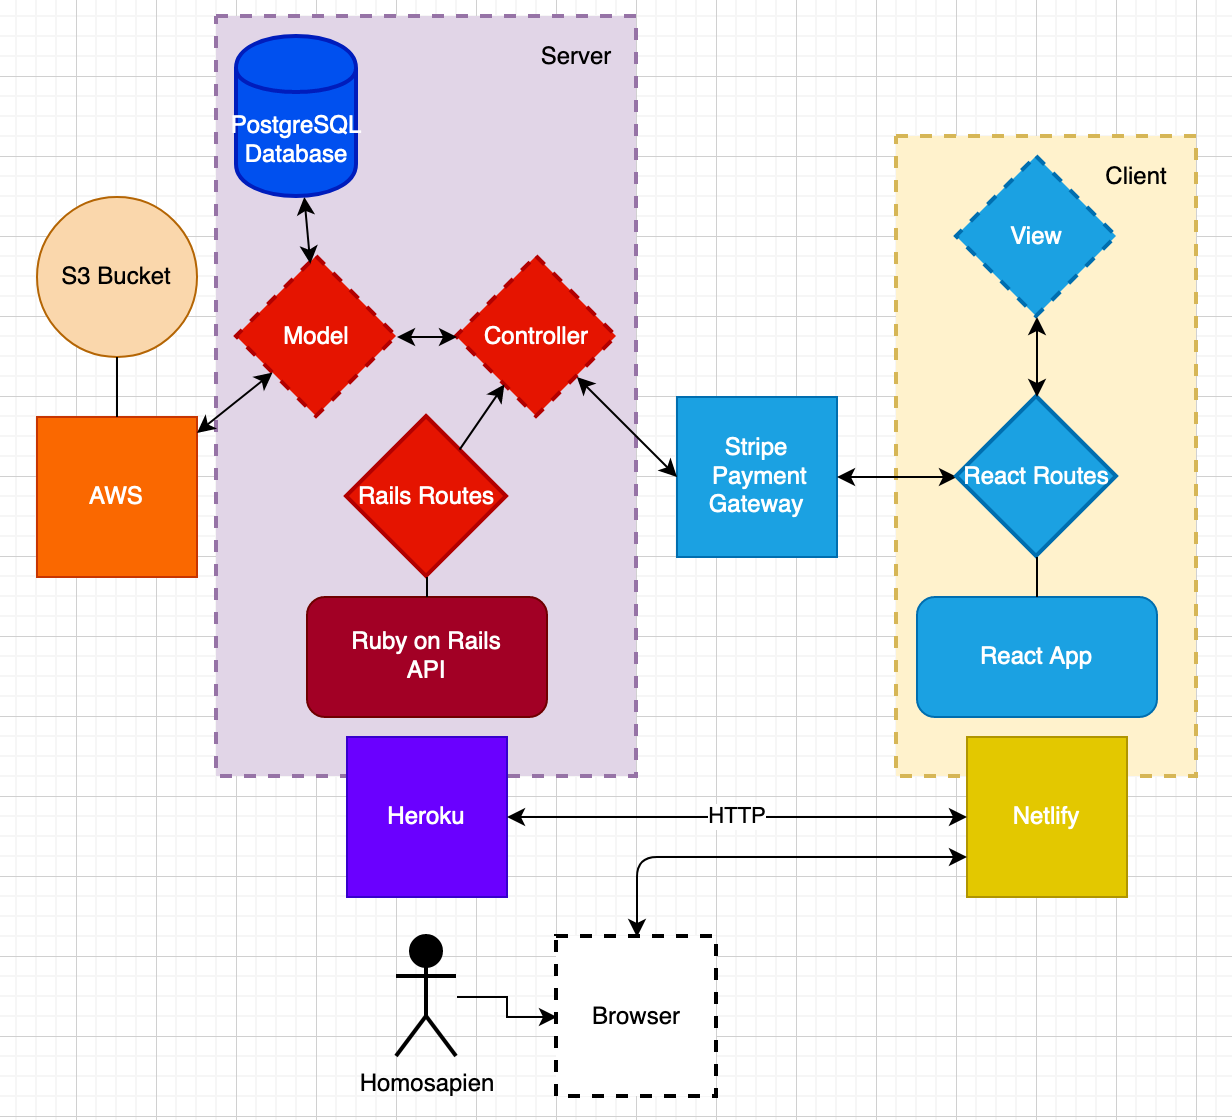 Server
PostgreSQL
Database
Client
View
S3 Bucket
Model
Controller
Stripe
Payment
Gateway
React Routes
AWS
Rails Routes
Ruby on Rails
API
React App
Heroku
HTTP
Netlify
Browser
Homosapien